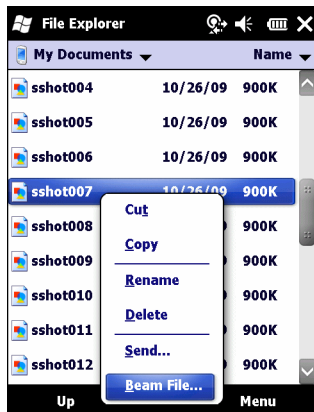 File Explorer
My Documents Name
sshot004 10/26/09 900K
sshot005 10/26/09 900K
sshot006 10/26/09 900K
sshot007 10/26/09 900K
Cut
sshot008 900K
Copy
sshot009 900K
Rename
sshot010 900K
Delete
sshot011 900K
Send...
sshot012 900K
Beam File...
Up Menu